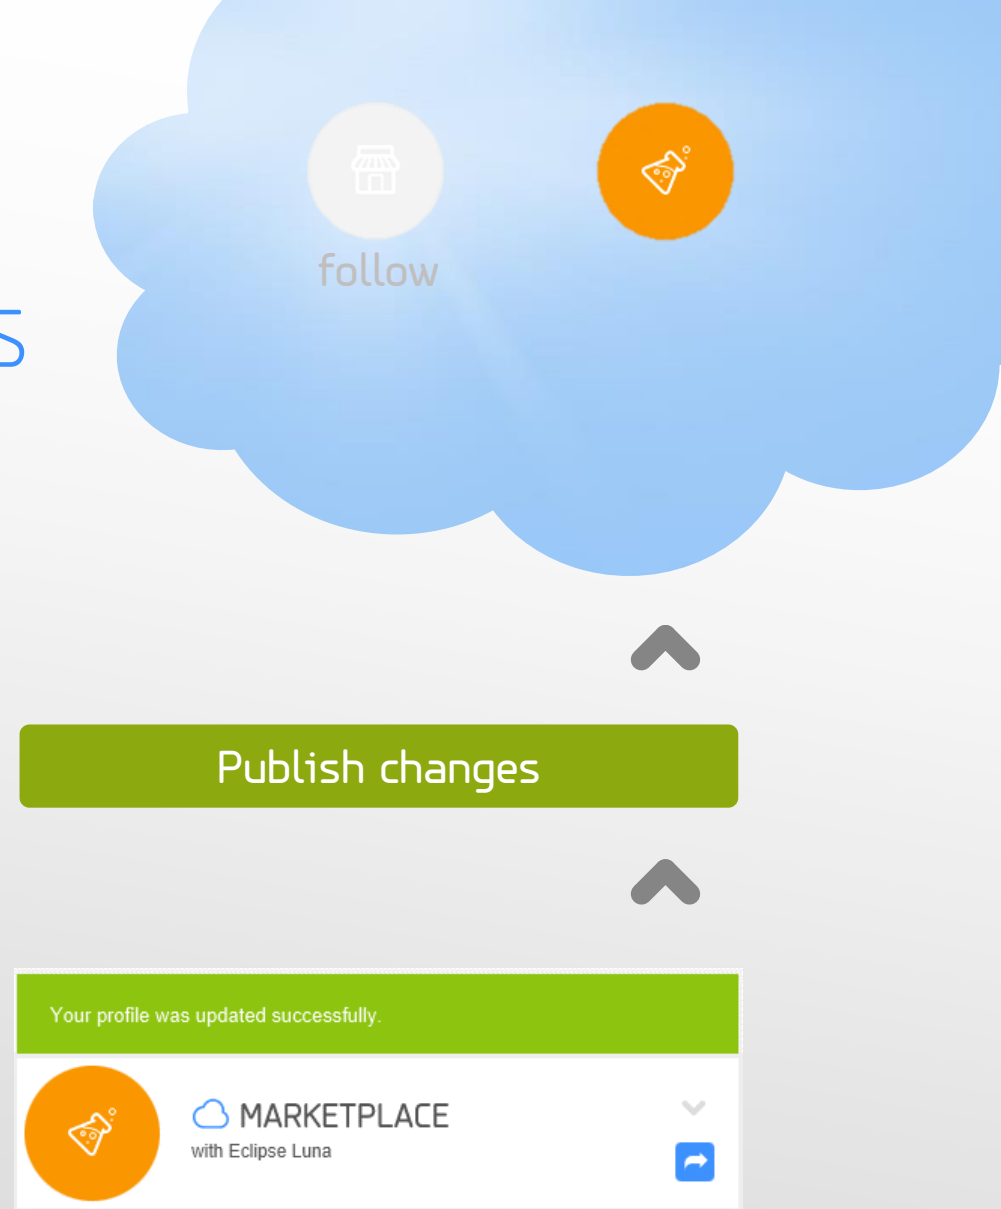 follow
s
Publish changes
Your profile was updated successfully.
MARKETPLACE
with Eclipse Luna